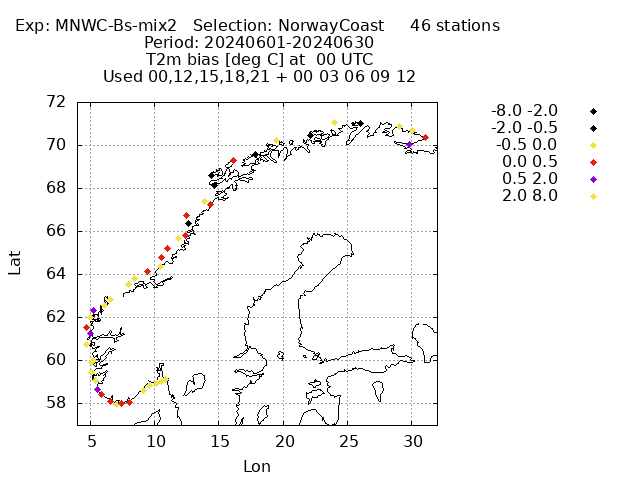 Exp: MNWC-Bs-mix2 Selection: NorwayCoast 46 stations
Period: 20240601-20240630
T2m bias [deg C] at 00 UTC
Used 00,12,15,18,21 + 00 03 06 09 12
-8.0 -2.0
-2.0 -0.5
-0.5 0.0
0.0 0.5
0.5 2.0
2.0 8.0
72
70
68
66
64
62
60
58
Lat
5 10 15 20 25 30
Lon